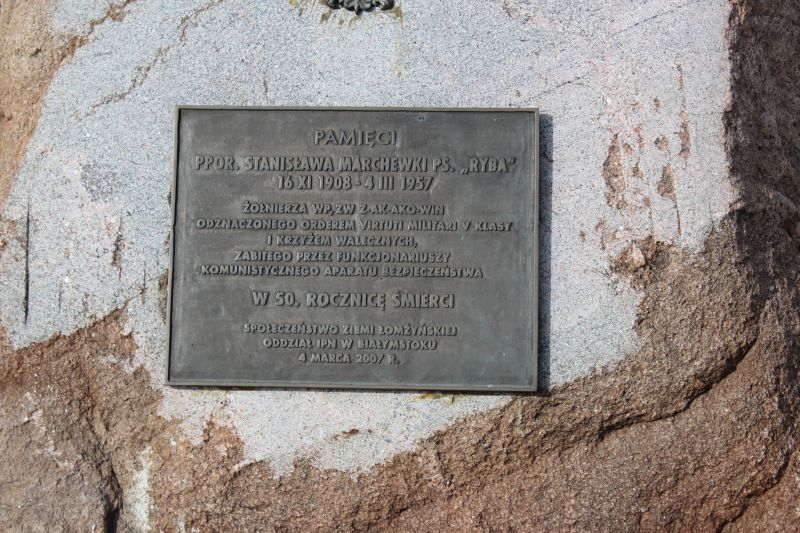 PAMIĘCI
PPOR. STANISŁAWA MARCHEWKI PS. „RYBA"
16 XI 1908 - 4 III 1957
ŻOŁNIERZA WP, ZWZ-AK-AKO-WIN
ODZNACZONEGO ORDEREM VIRTUTI MILITARI V KLASY
I KRZYŻEM WALECZNYCH,
ZABITEGO PRZEZ FUNKCJONARIUSZY
KOMUNISTYCZNEGO APARATU BEZPIECZEŃSTWA
W 50. ROCZNICĘ ŚMIERCI
SPOŁECZEŃSTWO ZIEMI ŁOMŻYŃSKIEJ
ODDZIAŁ IPN W BIAŁYMSTOKU
4 MARCA 2007 R.